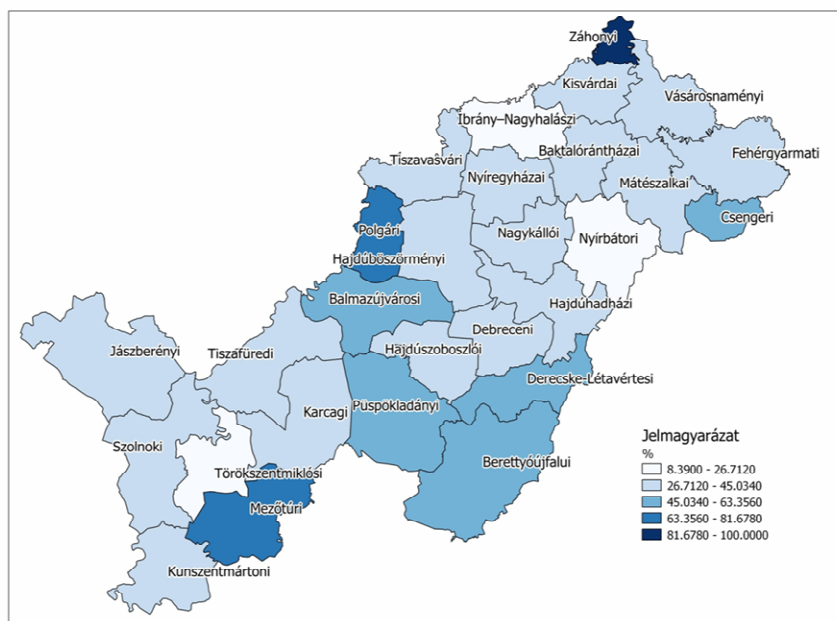 Záhonyi
Kisvárdai
Vásárosnaményi
Ibrány–Nagyhalászi
Baktalórántházai
Fehérgyarmati
Tiszavasvári
Nyíregyházai
Mátészalkai
Csengeri
Polgári
Nagykállói
Nyírbátori
Hajdúböszörményi
Balmazújvárosi
Hajdúhadházi
Debreceni
Hajdúszoboszlói
Jászberényi
Tiszafüredi
Derecske-Létavértesi
Karcagi
Püspökladányi
Szolnoki
Berettyóújfalui
Törökszentmiklósi
Mezőtúri
Kunszentmártoni
Jelmagyarázat
%
8.3900 - 26.7120
26.7120 - 45.0340
45.0340 - 63.3560
63.3560 - 81.6780
81.6780 - 100.0000